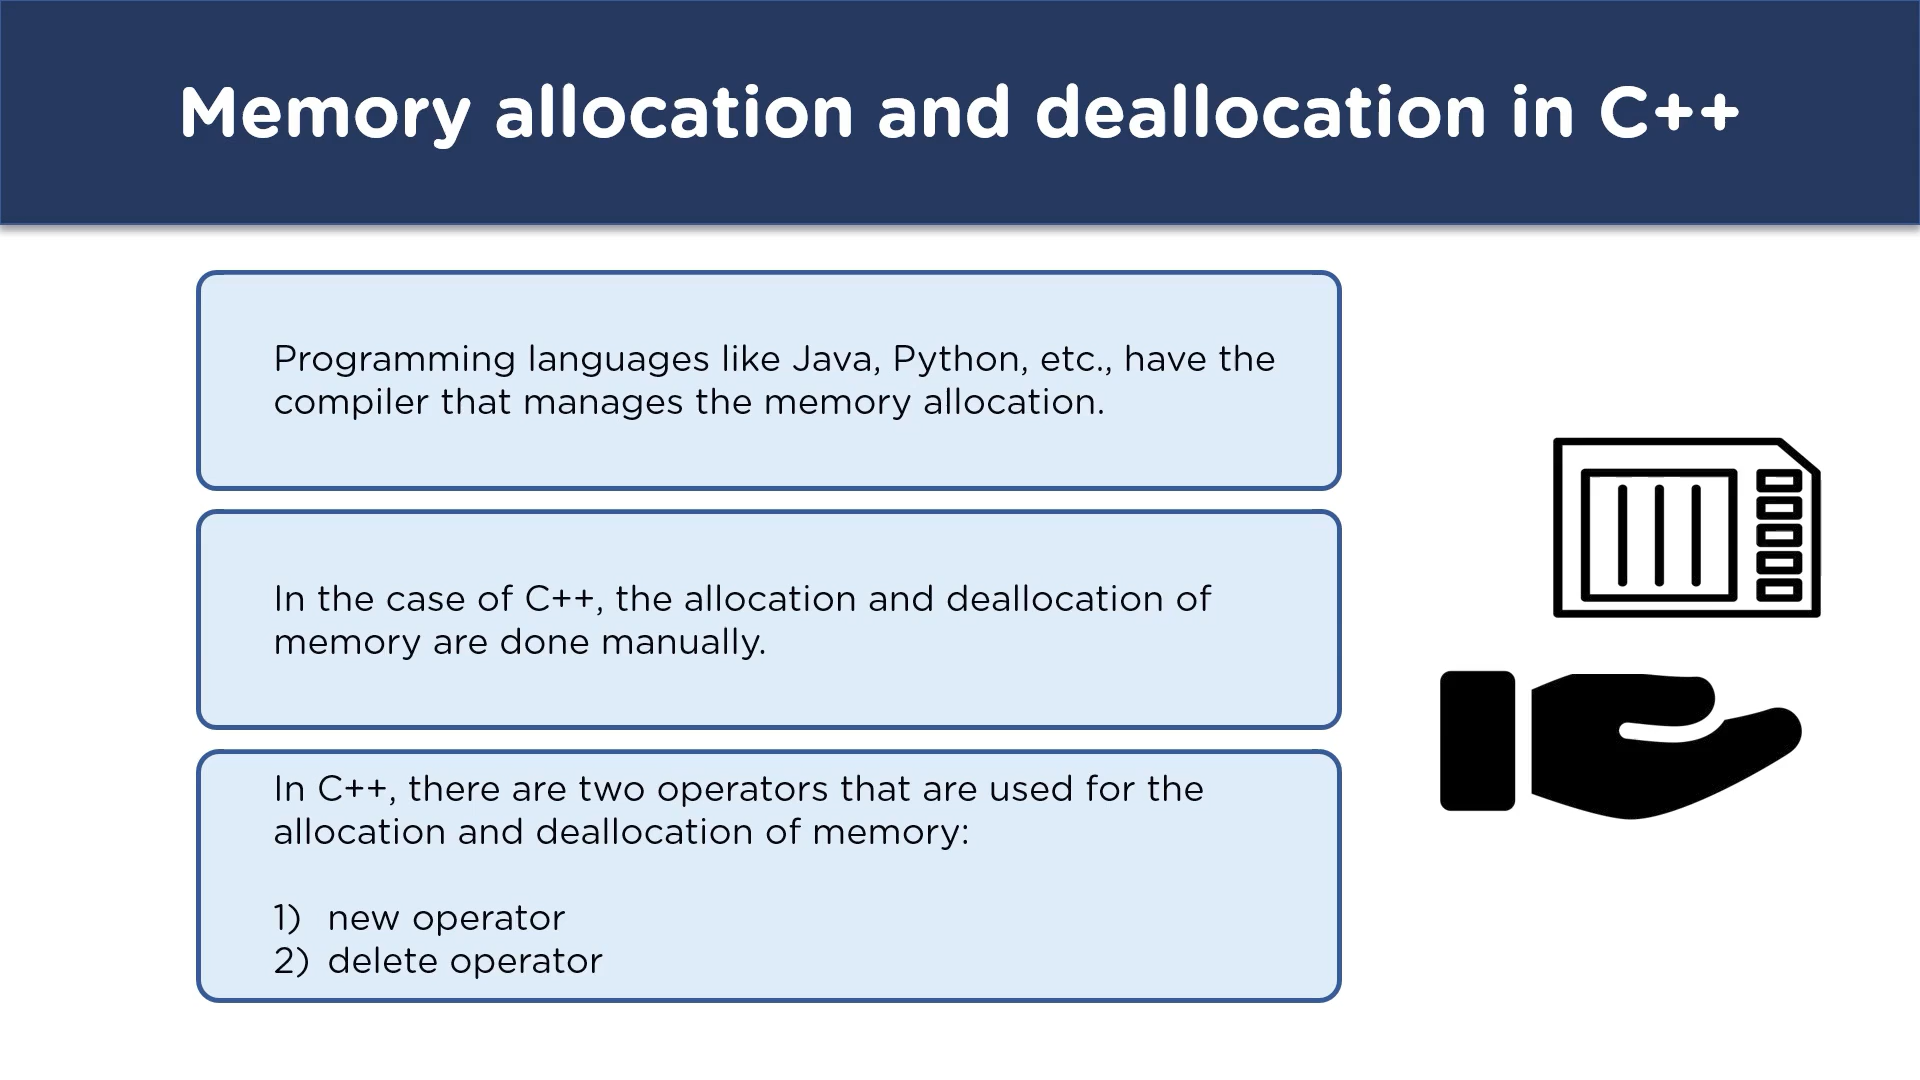 Memory allocation and deallocation in C++
Programming languages like Java, Python, etc., have the
compiler that manages the memory allocation.
In the case of C++, the allocation and deallocation of
memory are done manually.
In C++, there are two operators that are used for the
allocation and deallocation of memory:
1) new operator
2) delete operator